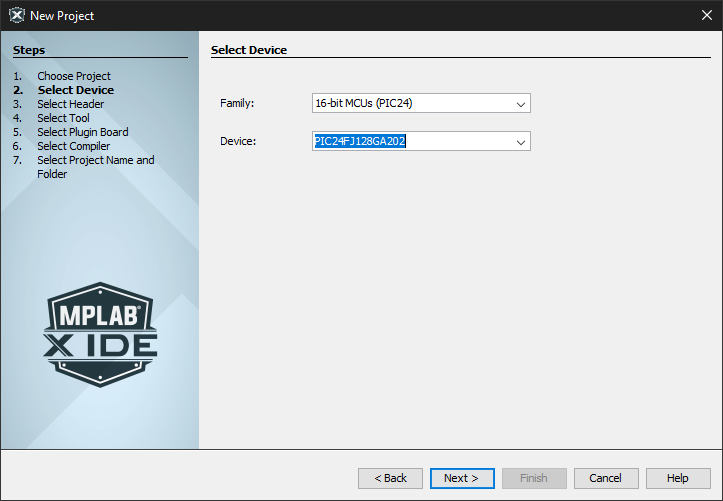 New Project
Steps
1. Choose Project
2. Select Device
3. Select Header
4. Select Tool
5. Select Plugin Board
6. Select Compiler
7. Select Project Name and
Folder
MPLAB®
X IDE
Select Device
Family: 16-bit MCUs (PIC24)
Device: PIC24FJ128GA202
< Back Next > Finish Cancel Help